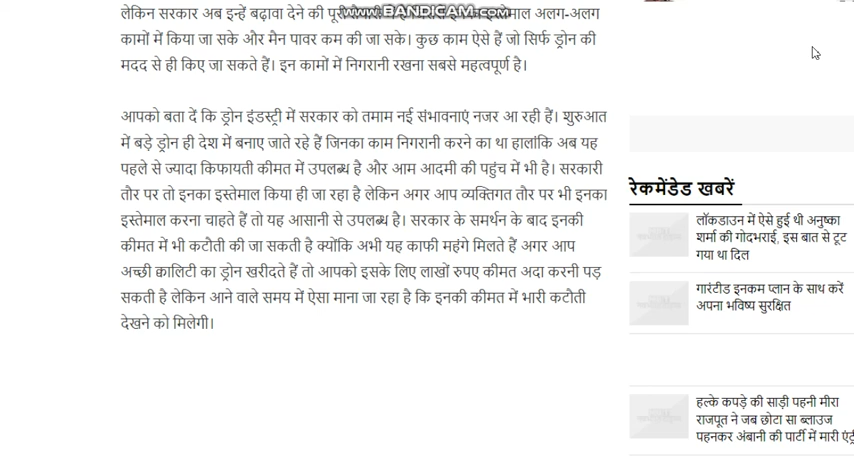 लेकिन सरकार अब इन्हें बढ़ावा देने की पूरी
www.BANDICAM.com
इस्तेमाल अलग-अलग
कामों में किया जा सके और मैन पावर कम की जा सके। कुछ काम ऐसे हैं जो सिर्फ ड्रोन की
मदद से ही किए जा सकते हैं। इन कामों में निगरानी रखना सबसे महत्वपूर्ण है।
आपको बता दें कि ड्रोन इंडस्ट्री में सरकार को तमाम नई संभावनाएं नजर आ रही हैं। शुरुआत
में बड़े ड्रोन ही देश में बनाए जाते रहे हैं जिनका काम निगरानी करने का था हालांकि अब यह
पहले से ज्यादा किफायती कीमत में उपलब्ध है और आम आदमी की पहुंच में भी है। सरकारी
तौर पर तो इनका इस्तेमाल किया ही जा रहा है लेकिन अगर आप व्यक्तिगत तौर पर भी इनका
इस्तेमाल करना चाहते हैं तो यह आसानी से उपलब्ध है। सरकार के समर्थन के बाद इनकी
कीमत में भी कटौती की जा सकती है क्योंकि अभी यह काफी महंगे मिलते हैं अगर आप
अच्छी क्वालिटी का ड्रोन खरीदते हैं तो आपको इसके लिए लाखों रुपए कीमत अदा करनी पड़
सकती है लेकिन आने वाले समय में ऐसा माना जा रहा है कि इनकी कीमत में भारी कटौती
देखने को मिलेगी।
रेकमेंडेड खबरें
लॉकडाउन में ऐसे हुई थी अनुष्का
शर्मा की गोदभराई, इस बात से टूट
गया था दिल
गारंटीड इनकम प्लान के साथ करें
अपना भविष्य सुरक्षित
हल्के कपड़े की साड़ी पहनी मीरा
राजपूत ने जब छोटा सा ब्लाउज
पहनकर अंबानी की पार्टी में मारी एंट्री